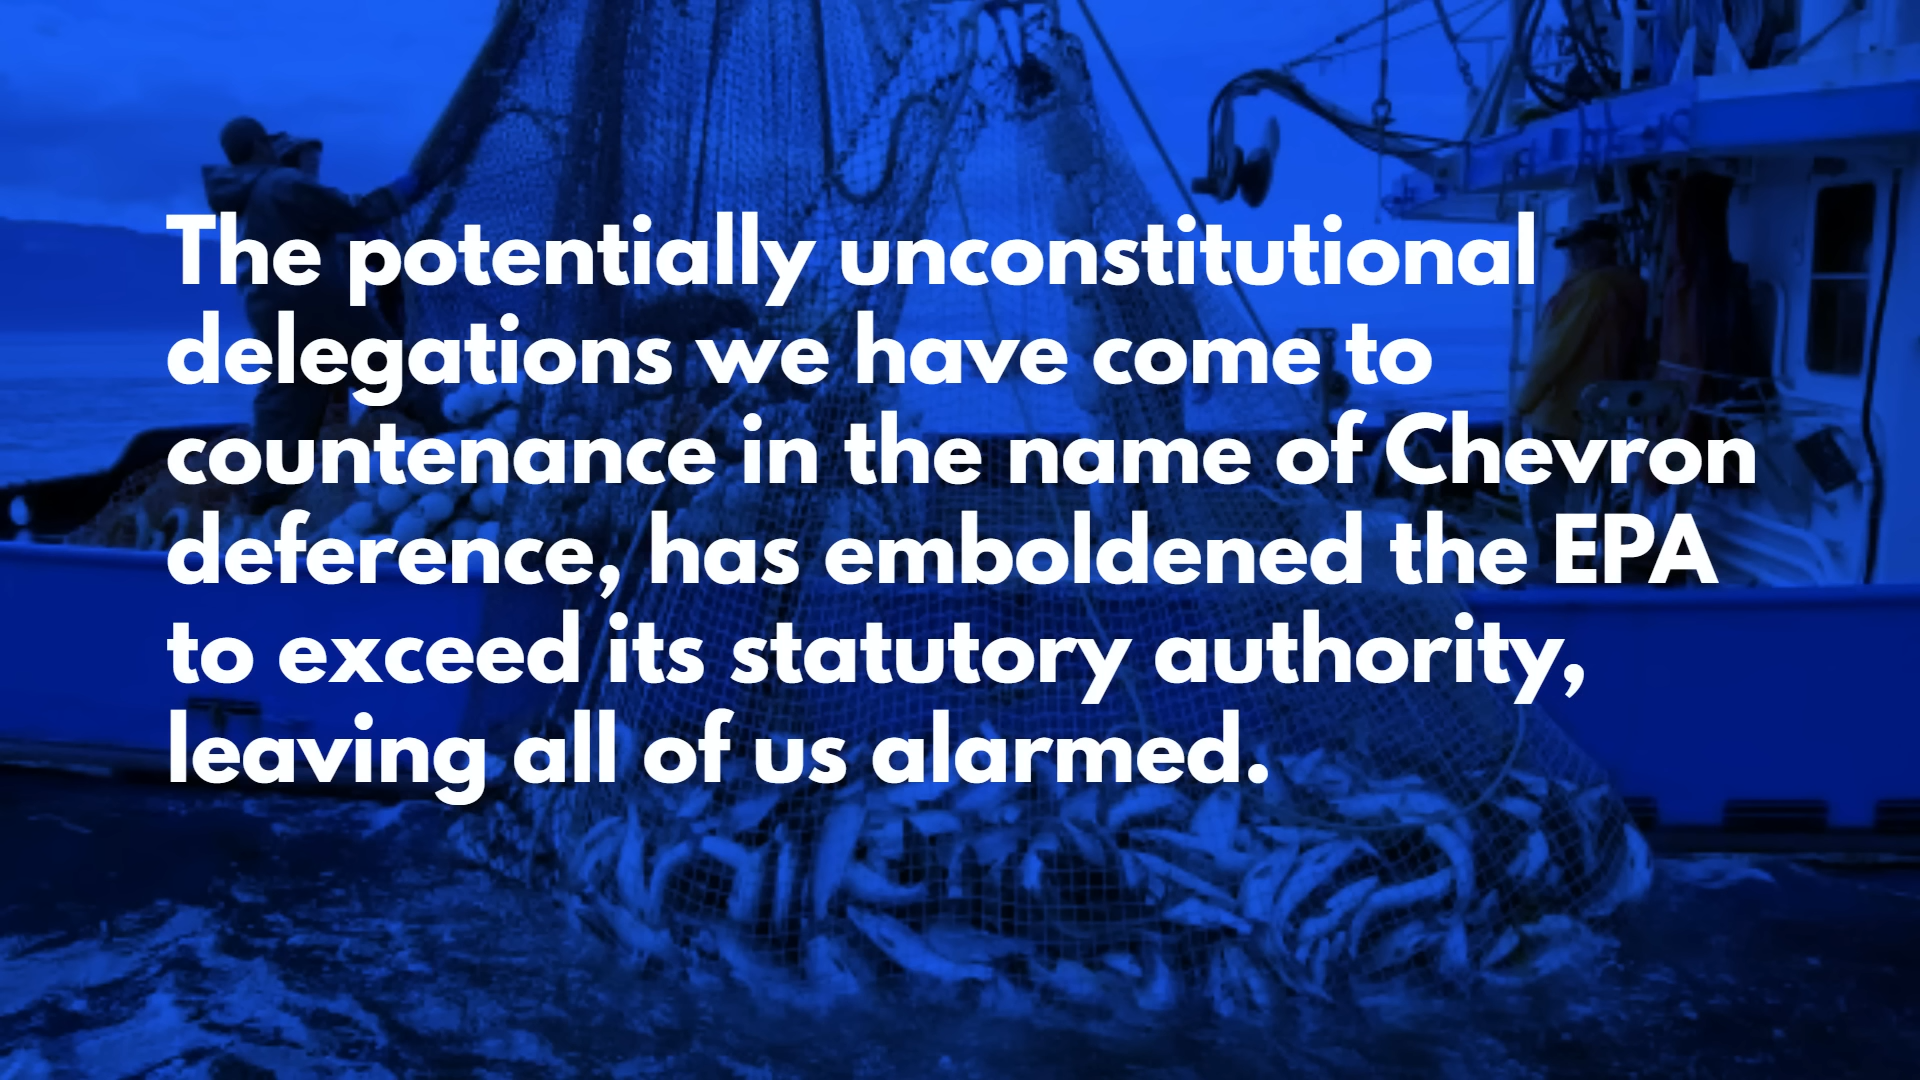 The potentially unconstitutional
delegations we have come to
countenance in the name of Chevron
deference, has emboldened the EPA
to exceed its statutory authority,
leaving all of us alarmed.